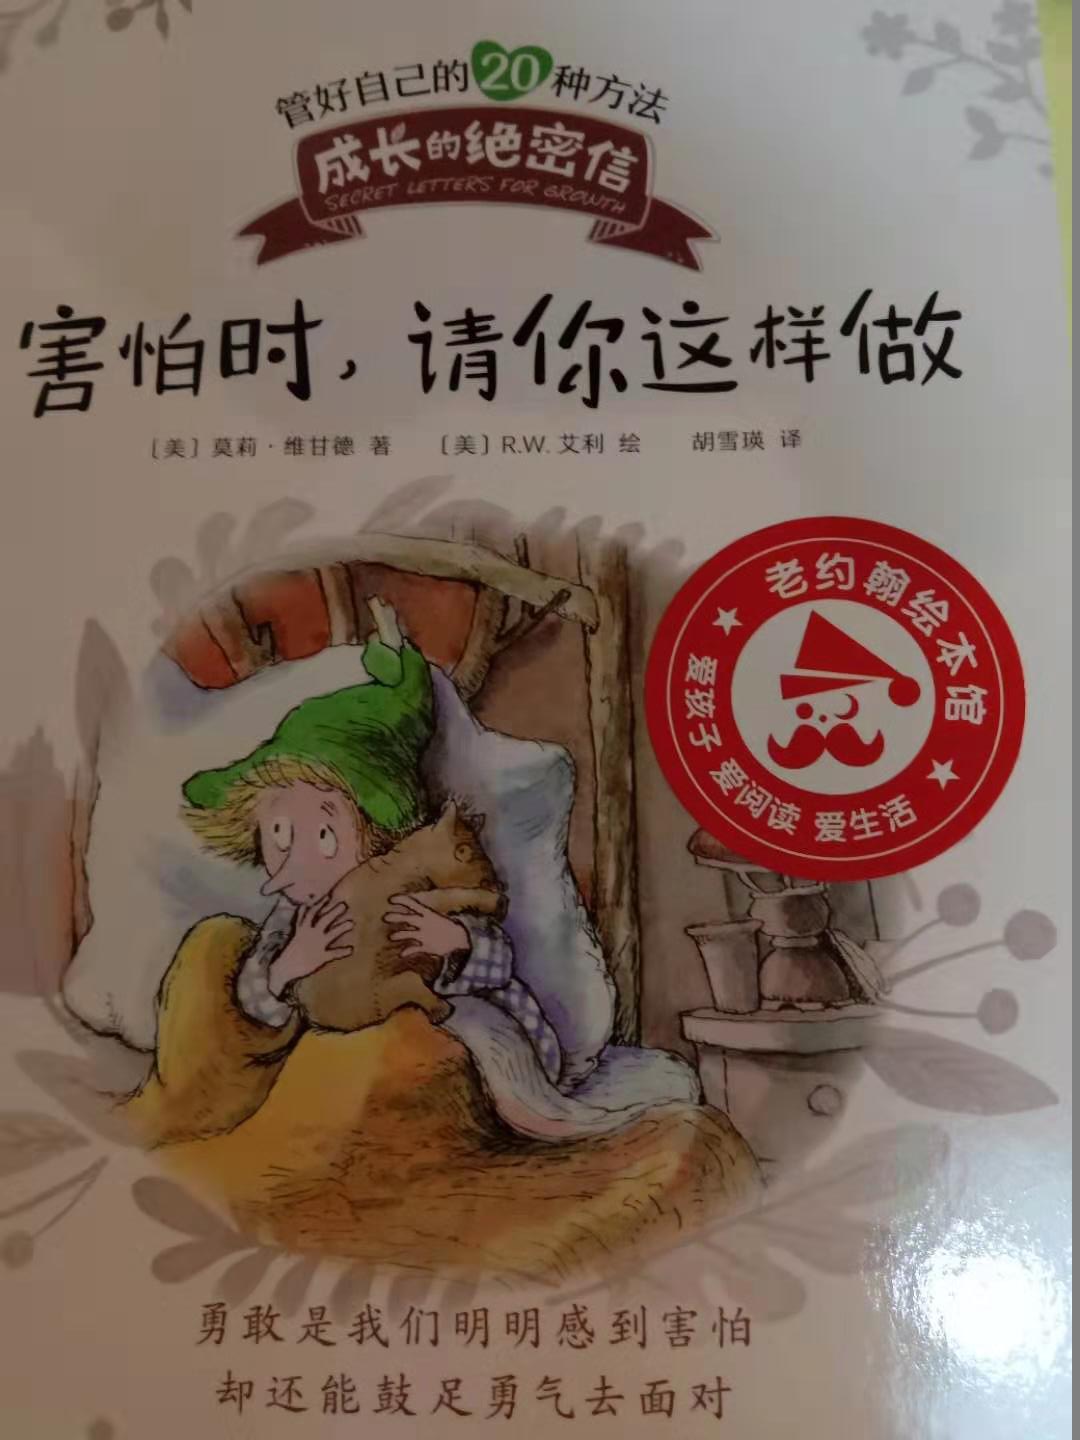 管好自己的20种方法
成长的绝密信
SECRET LETTERS FOR GROWTH
害怕时，请你这样做
〔美〕莫莉·维甘德 著 〔美〕R.W.艾利 绘 胡雪瑛 译
老约翰绘本馆
爱孩子 爱阅读 爱生活
勇敢是我们明明感到害怕
却还能鼓足勇气去面对